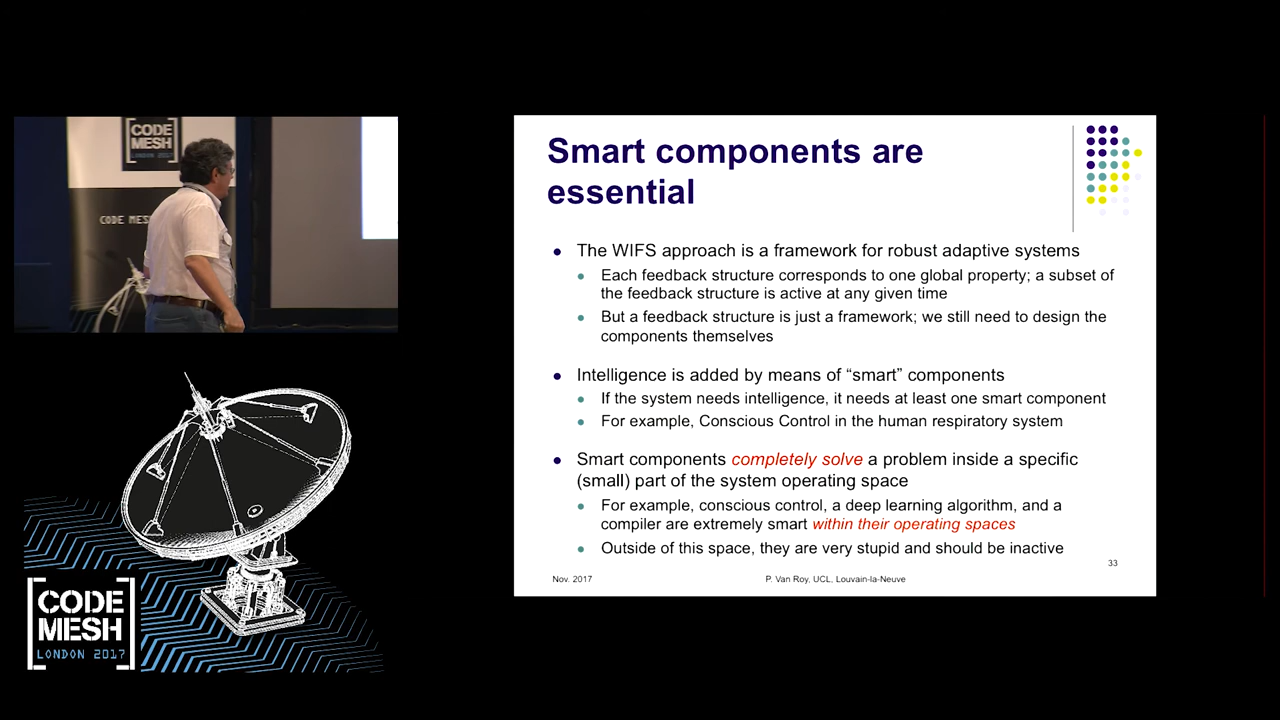 CODE
MESH
LONDON 2017
CODE MES
Smart components are
essential
The WIFS approach is a framework for robust adaptive systems
Each feedback structure corresponds to one global property; a subset of
the feedback structure is active at any given time
But a feedback structure is just a framework; we still need to design the
components themselves
Intelligence is added by means of “smart” components
If the system needs intelligence, it needs at least one smart component
For example, Conscious Control in the human respiratory system
Smart components completely solve a problem inside a specific
(small) part of the system operating space
For example, conscious control, a deep learning algorithm, and a
compiler are extremely smart within their operating spaces
Outside of this space, they are very stupid and should be inactive
33
Nov. 2017
P. Van Roy, UCL, Louvain-la-Neuve
CODE
MESH
LONDON 2017